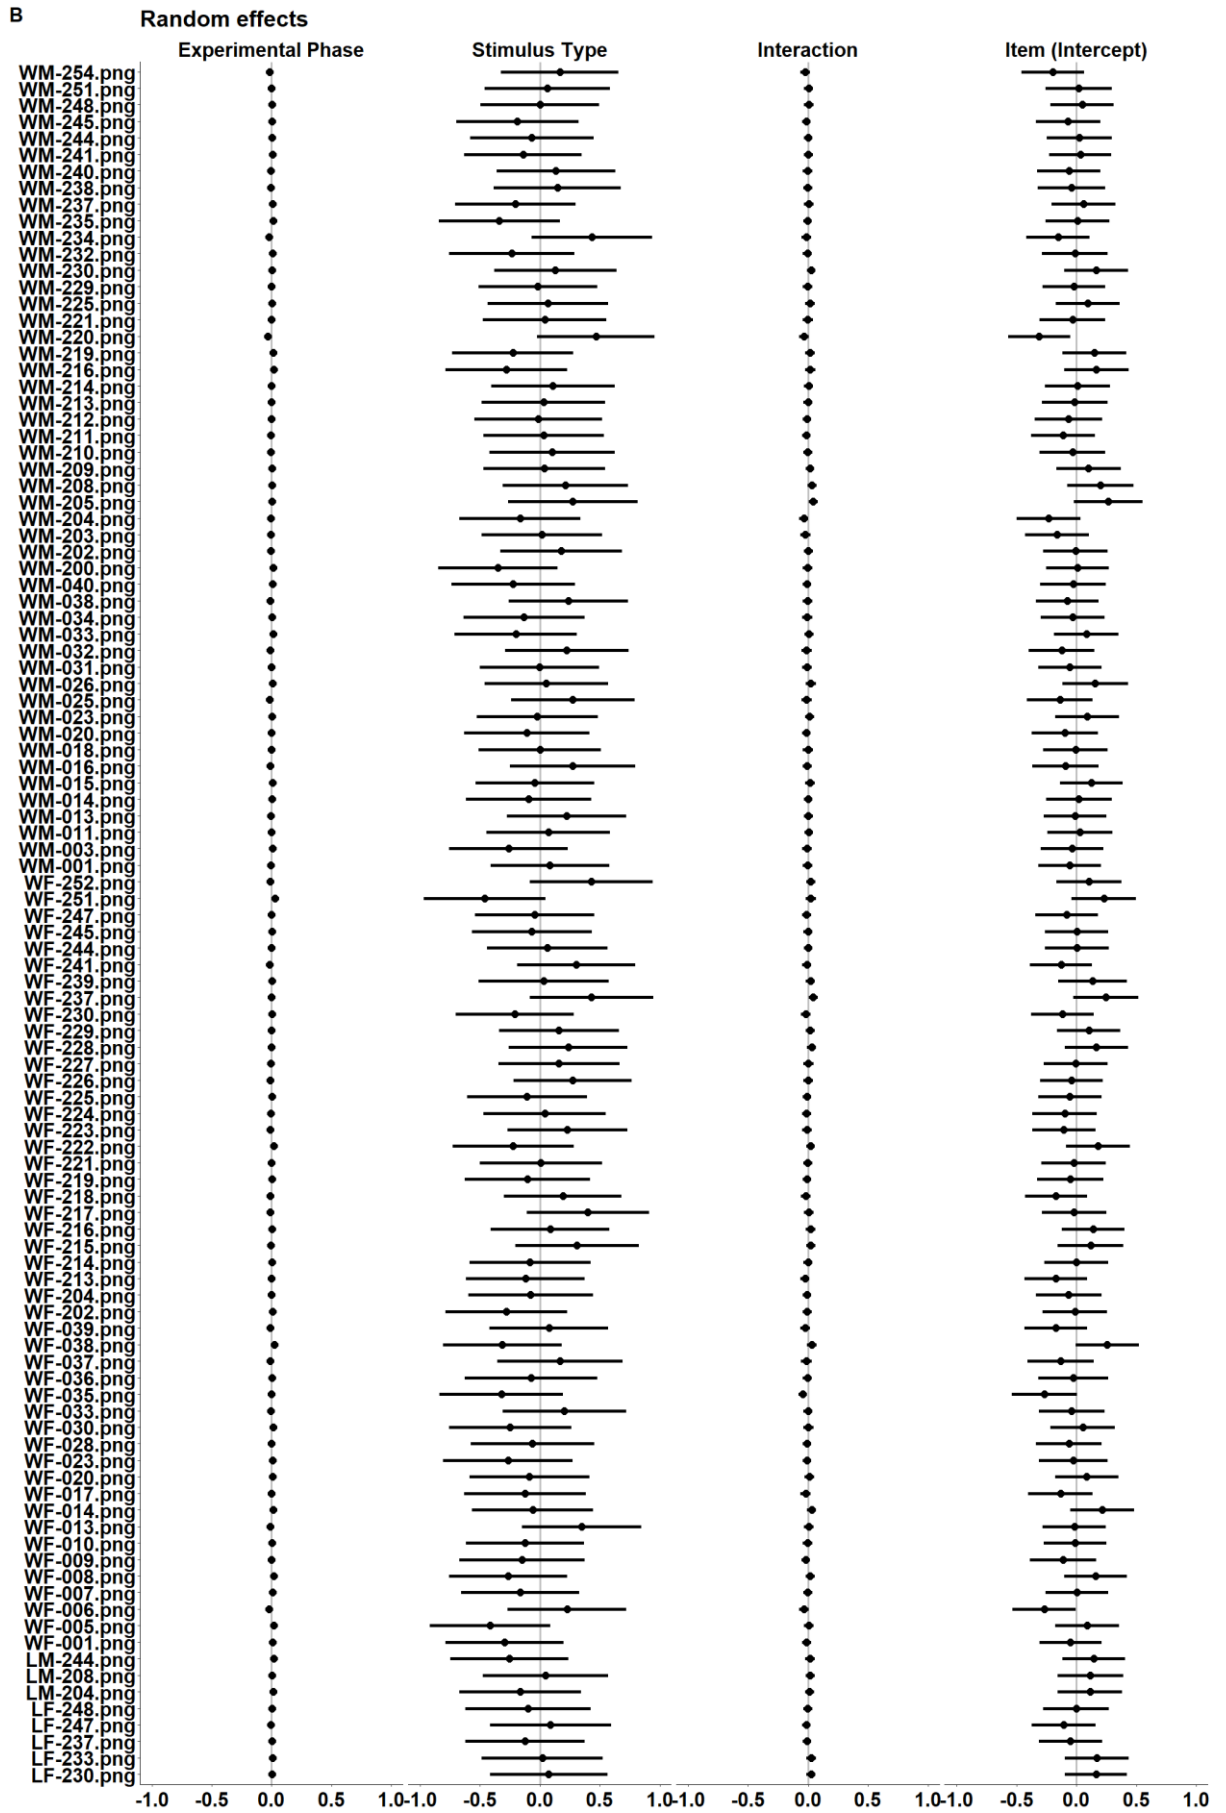 B
Random effects
Experimental Phase Stimulus Type Interaction Item (Intercept)
WM-254.png
WM-251.png
WM-248.png
WM-245.png
WM-244.png
WM-241.png
WM-240.png
WM-238.png
WM-237.png
WM-235.png
WM-234.png
WM-232.png
WM-230.png
WM-229.png
WM-225.png
WM-221.png
WM-220.png
WM-219.png
WM-216.png
WM-214.png
WM-213.png
WM-212.png
WM-211.png
WM-210.png
WM-209.png
WM-208.png
WM-205.png
WM-204.png
WM-203.png
WM-202.png
WM-200.png
WM-040.png
WM-038.png
WM-034.png
WM-033.png
WM-032.png
WM-031.png
WM-026.png
WM-025.png
WM-023.png
WM-020.png
WM-018.png
WM-016.png
WM-015.png
WM-014.png
WM-013.png
WM-011.png
WM-003.png
WM-001.png
WF-252.png
WF-251.png
WF-247.png
WF-245.png
WF-244.png
WF-241.png
WF-239.png
WF-237.png
WF-230.png
WF-229.png
WF-228.png
WF-227.png
WF-226.png
WF-225.png
WF-224.png
WF-223.png
WF-222.png
WF-221.png
WF-219.png
WF-218.png
WF-217.png
WF-216.png
WF-215.png
WF-214.png
WF-213.png
WF-204.png
WF-202.png
WF-039.png
WF-038.png
WF-037.png
WF-036.png
WF-035.png
WF-033.png
WF-030.png
WF-028.png
WF-023.png
WF-020.png
WF-017.png
WF-014.png
WF-013.png
WF-010.png
WF-009.png
WF-008.png
WF-007.png
WF-006.png
WF-005.png
WF-001.png
LM-244.png
LM-208.png
LM-204.png
LF-248.png
LF-247.png
LF-237.png
LF-233.png
LF-230.png
-1.0 -0.5 0.0 0.5 1.0 -0.5 0.0 0.5 1.0 -1.0 -0.5 0.0 0.5 1.0 -0.5 0.0 0.5 1.0